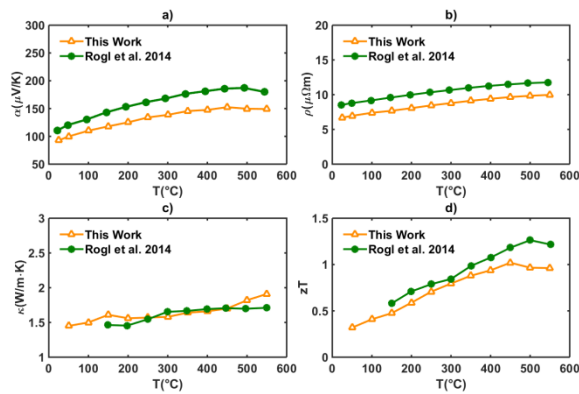 a)
300
250
200
150
100
50
α(μV/K)
This Work
Rogl et al. 2014
0 100 200 300 400 500 600
T(°C)
b)
20
15
10
5
0
ρ(μΩm)
This Work
Rogl et al. 2014
0 100 200 300 400 500 600
T(°C)
c)
3
2.5
2
1.5
1
κ(W/m·K)
This Work
Rogl et al. 2014
0 100 200 300 400 500 600
T(°C)
d)
1.5
1
0.5
0
zT
This Work
Rogl et al. 2014
0 100 200 300 400 500 600
T(°C)